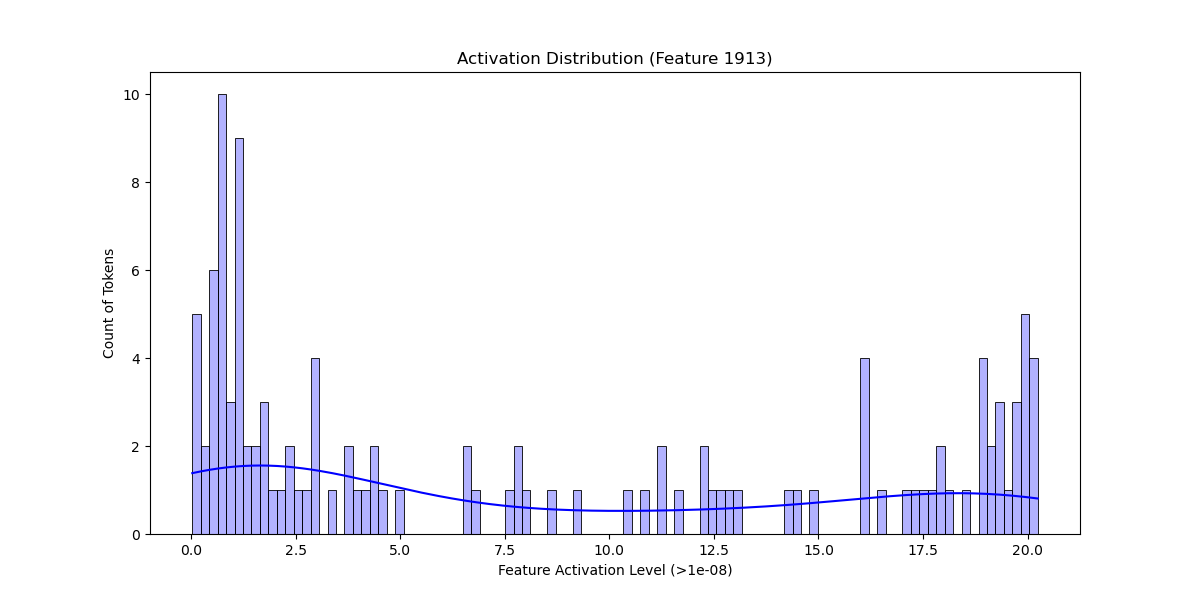 Activation Distribution (Feature 1913)
10
8
6
4
2
0
Count of Tokens
0.0 2.5 5.0 7.5 10.0 12.5 15.0 17.5 20.0
Feature Activation Level (>1e-08)